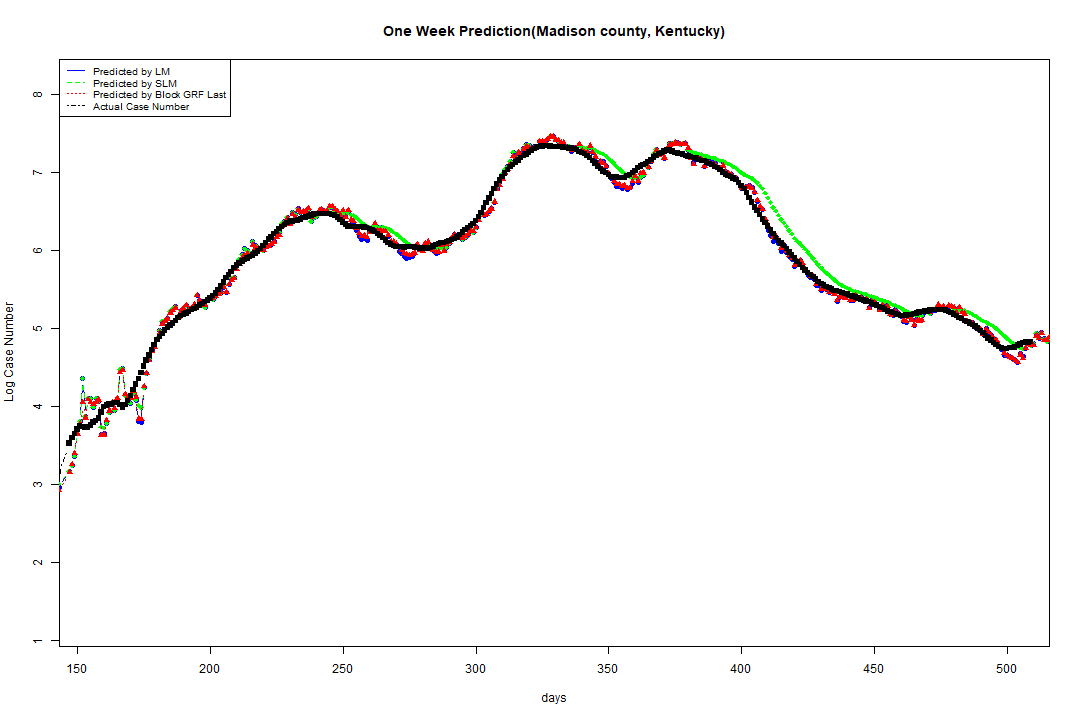 One Week Prediction(Madison county, Kentucky)
Predicted by LM
Predicted by SLM
Predicted by Block GRF Last
Actual Case Number
8
7
6
5
4
3
2
1
Log Case Number
150 200 250 300 350 400 450 500
days